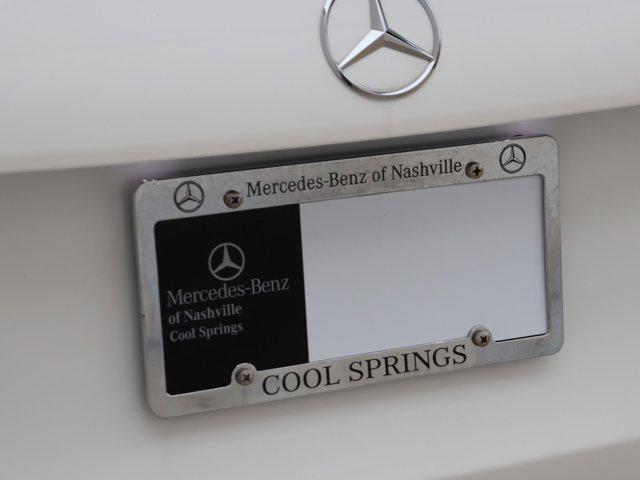 Mercedes-Benz of Nashville
Mercedes-Benz
of Nashville
Cool Springs
COOL SPRINGS